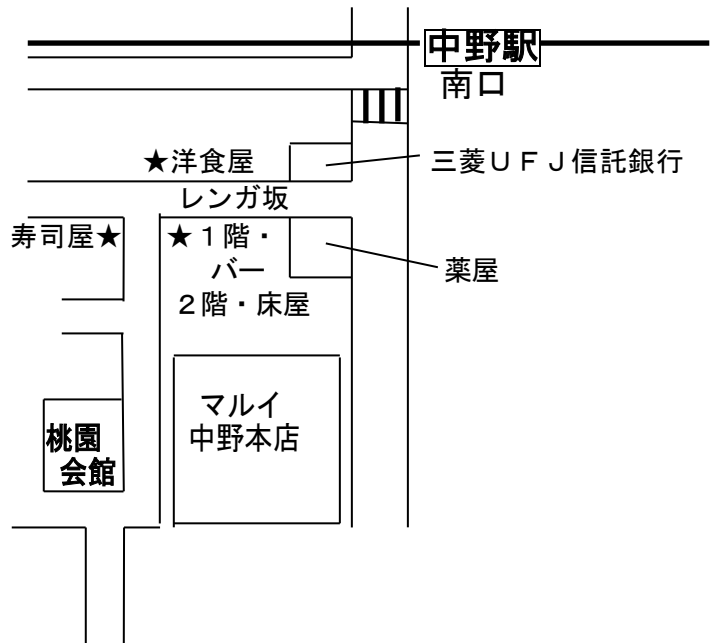 中野駅
南口
★洋食屋
三菱ＵＦＪ信託銀行
レンガ坂
寿司屋★
★１階・
バー
２階・床屋
薬屋
マルイ
中野本店
桃園
会館